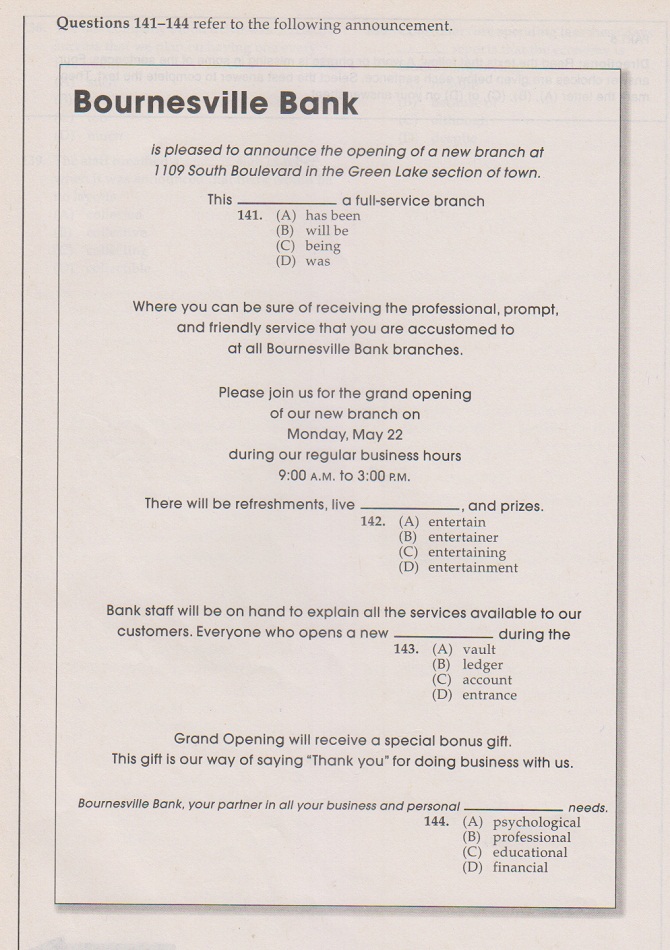 Questions 141–144 refer to the following announcement.
Bournesville Bank
is pleased to announce the opening of a new branch at
1109 South Boulevard in the Green Lake section of town.
This __________ a full-service branch
141. (A) has been
(B) will be
(C) being
(D) was
Where you can be sure of receiving the professional, prompt,
and friendly service that you are accustomed to
at all Bournesville Bank branches.
Please join us for the grand opening
of our new branch on
Monday, May 22
during our regular business hours
9:00 A.M. to 3:00 P.M.
There will be refreshments, live __________, and prizes.
142. (A) entertain
(B) entertainer
(C) entertaining
(D) entertainment
Bank staff will be on hand to explain all the services available to our
customers. Everyone who opens a new __________ during the
143. (A) vault
(B) ledger
(C) account
(D) entrance
Grand Opening will receive a special bonus gift.
This gift is our way of saying “Thank you” for doing business with us.
Bournesville Bank, your partner in all your business and personal __________ needs.
144. (A) psychological
(B) professional
(C) educational
(D) financial